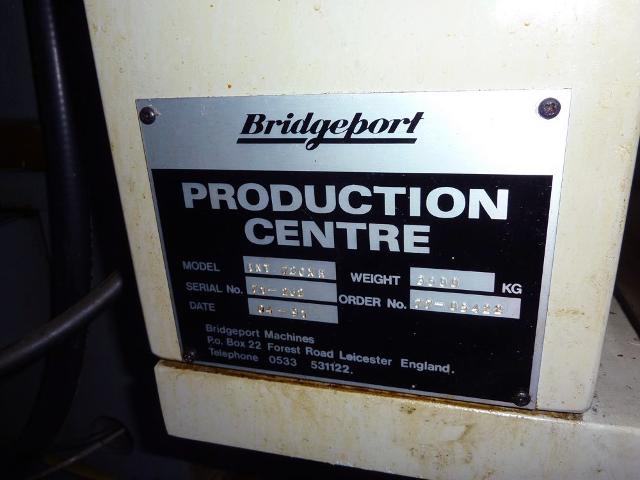 Bridgeport
PRODUCTION
CENTRE
MODEL
WEIGHT KG
SERIAL No.
ORDER No.
DATE
Bridgeport Machines
P.o. Box 22 Forest Road Leicester England.
Telephone 0533 531122.